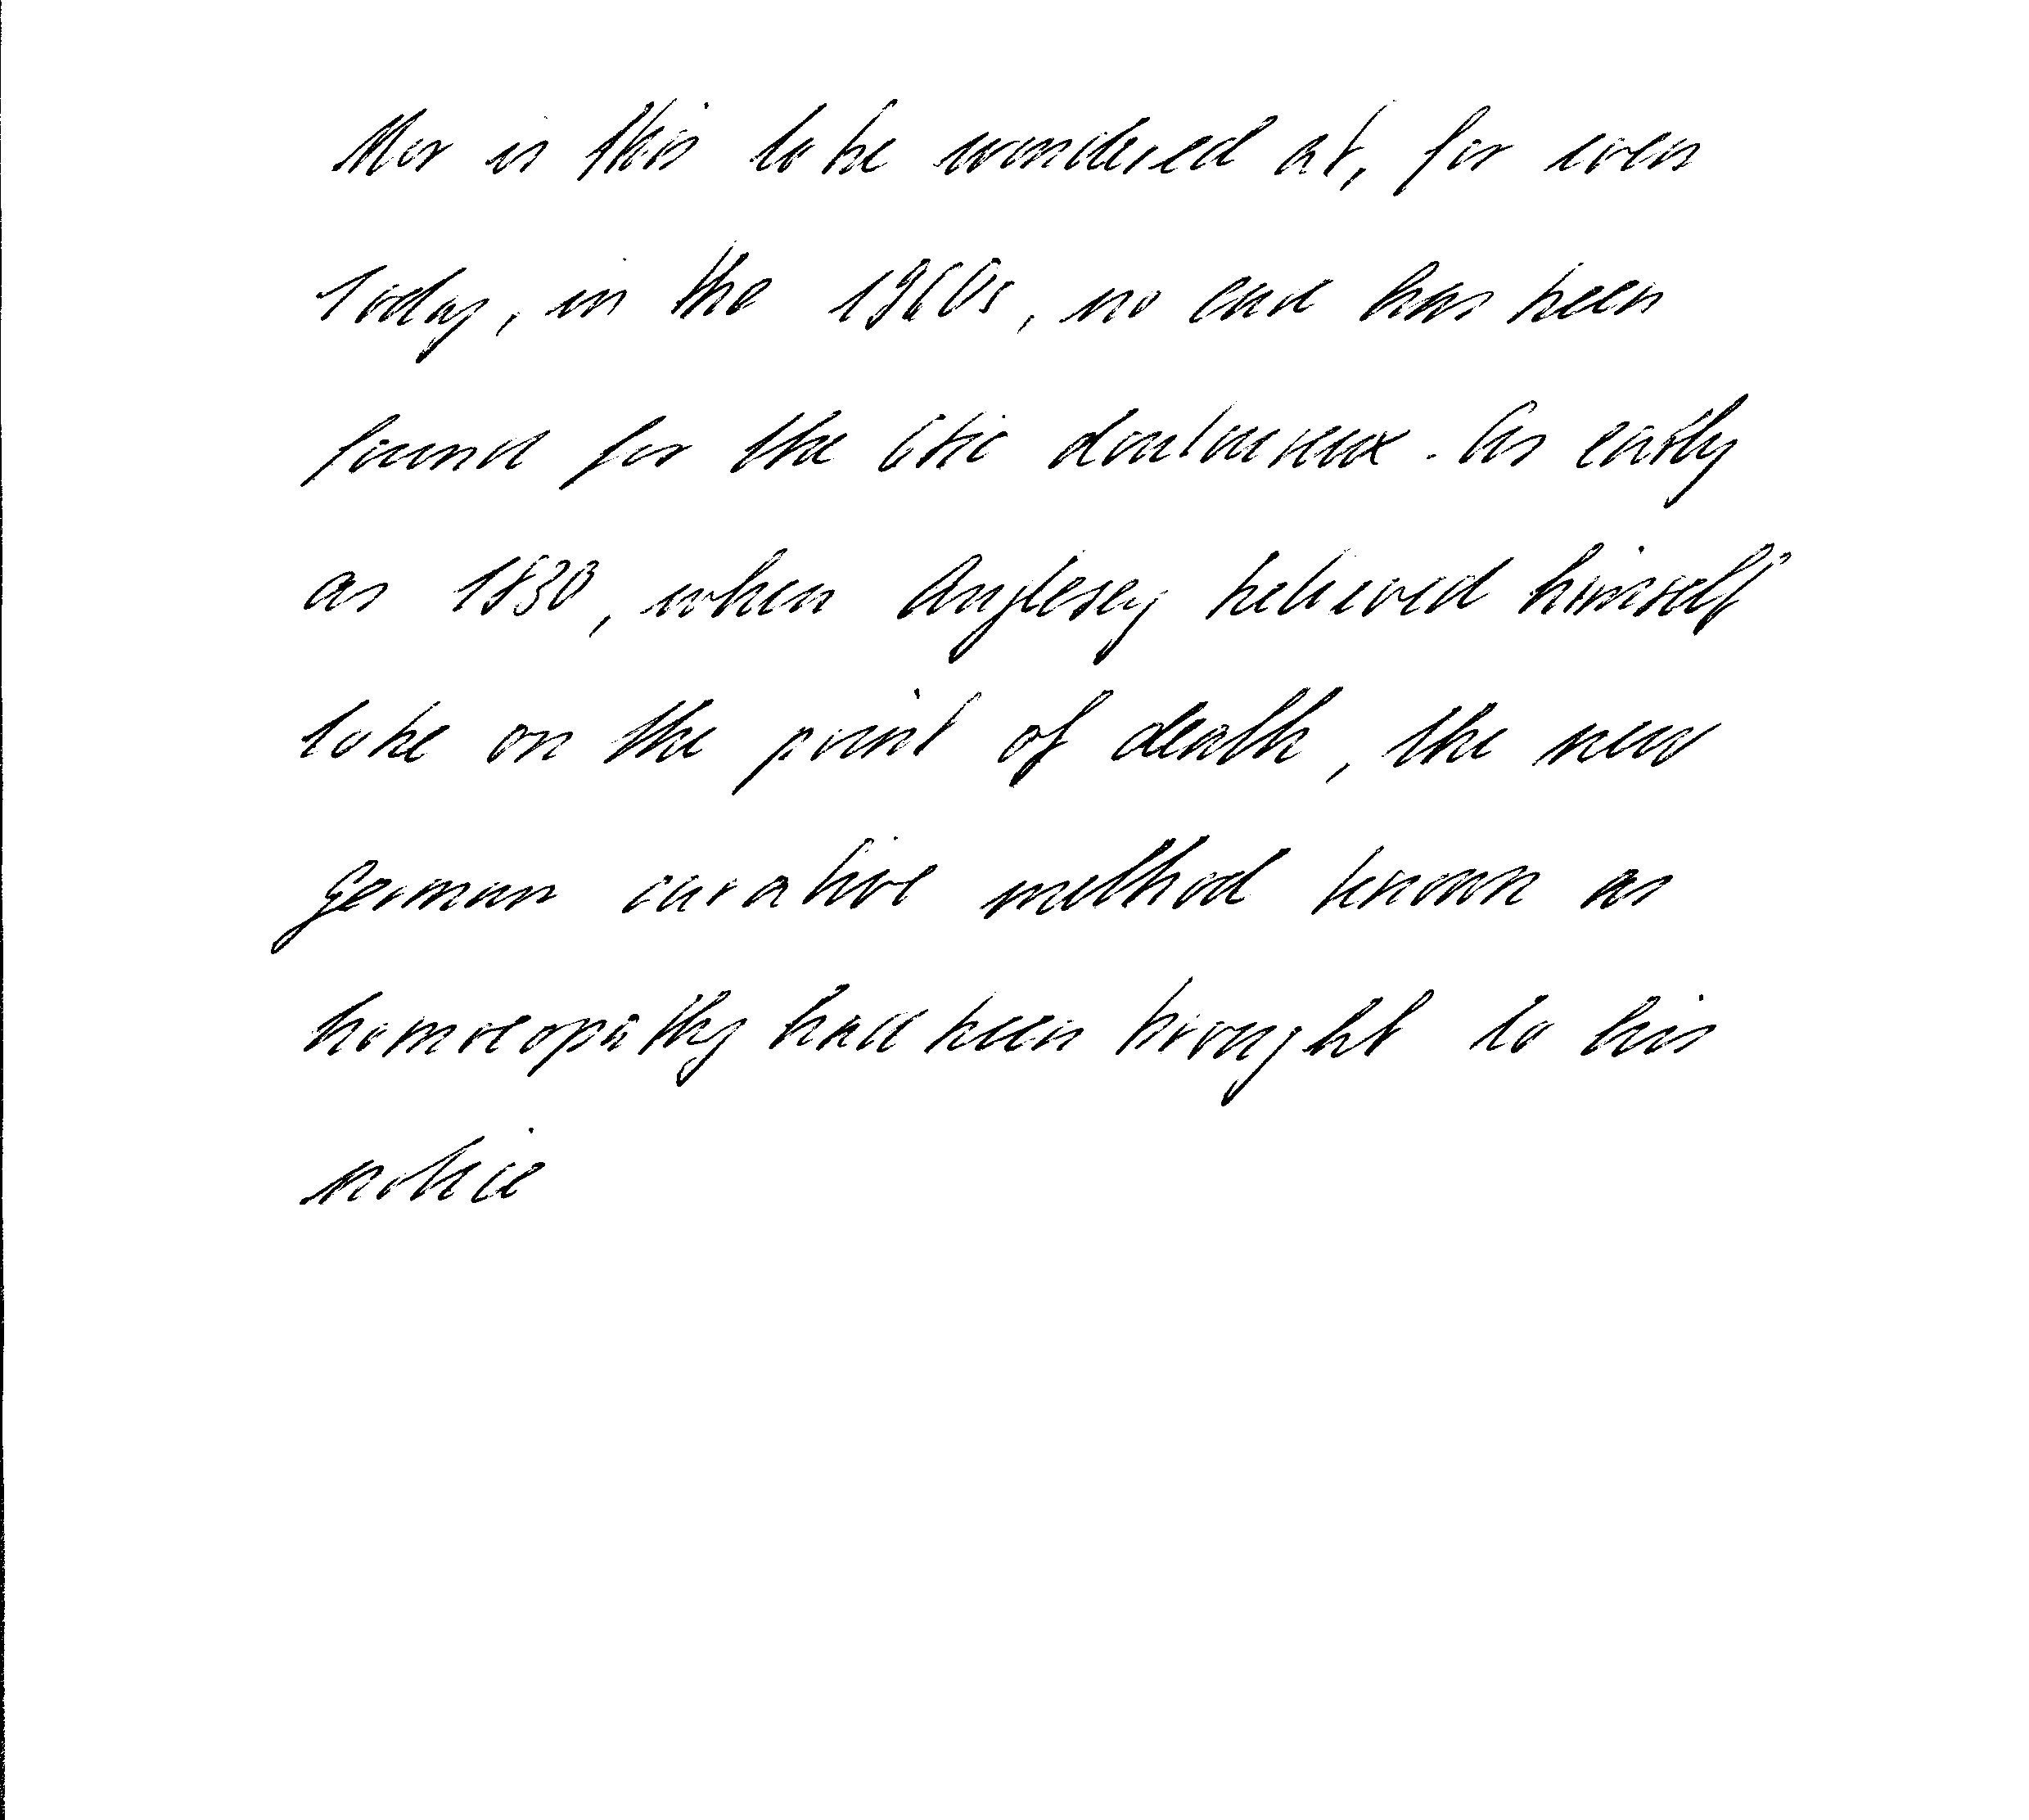 Nor is this to be wondered at, for even
today, in the 1960s, no cure has been
found for the tic douloureux. As early
as 1830, when Anglesey believed himself
to be on the point of death, the new
German curative method known as
homoeopathy had been brought to his
notice